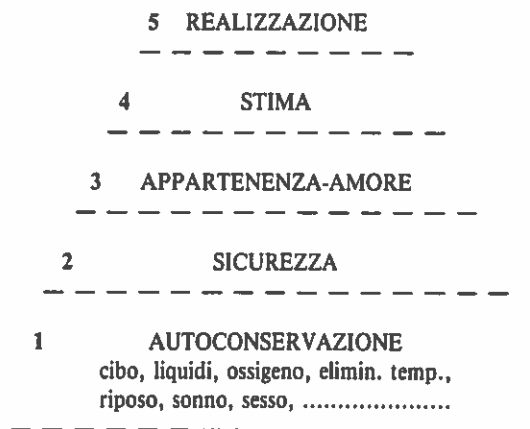 5 REALIZZAZIONE
4 STIMA
3 APPARTENENZA-AMORE
2 SICUREZZA
1 AUTOCONSERVAZIONE
cibo, liquidi, ossigeno, elimin. temp.,
riposo, sonno, sesso, .....................